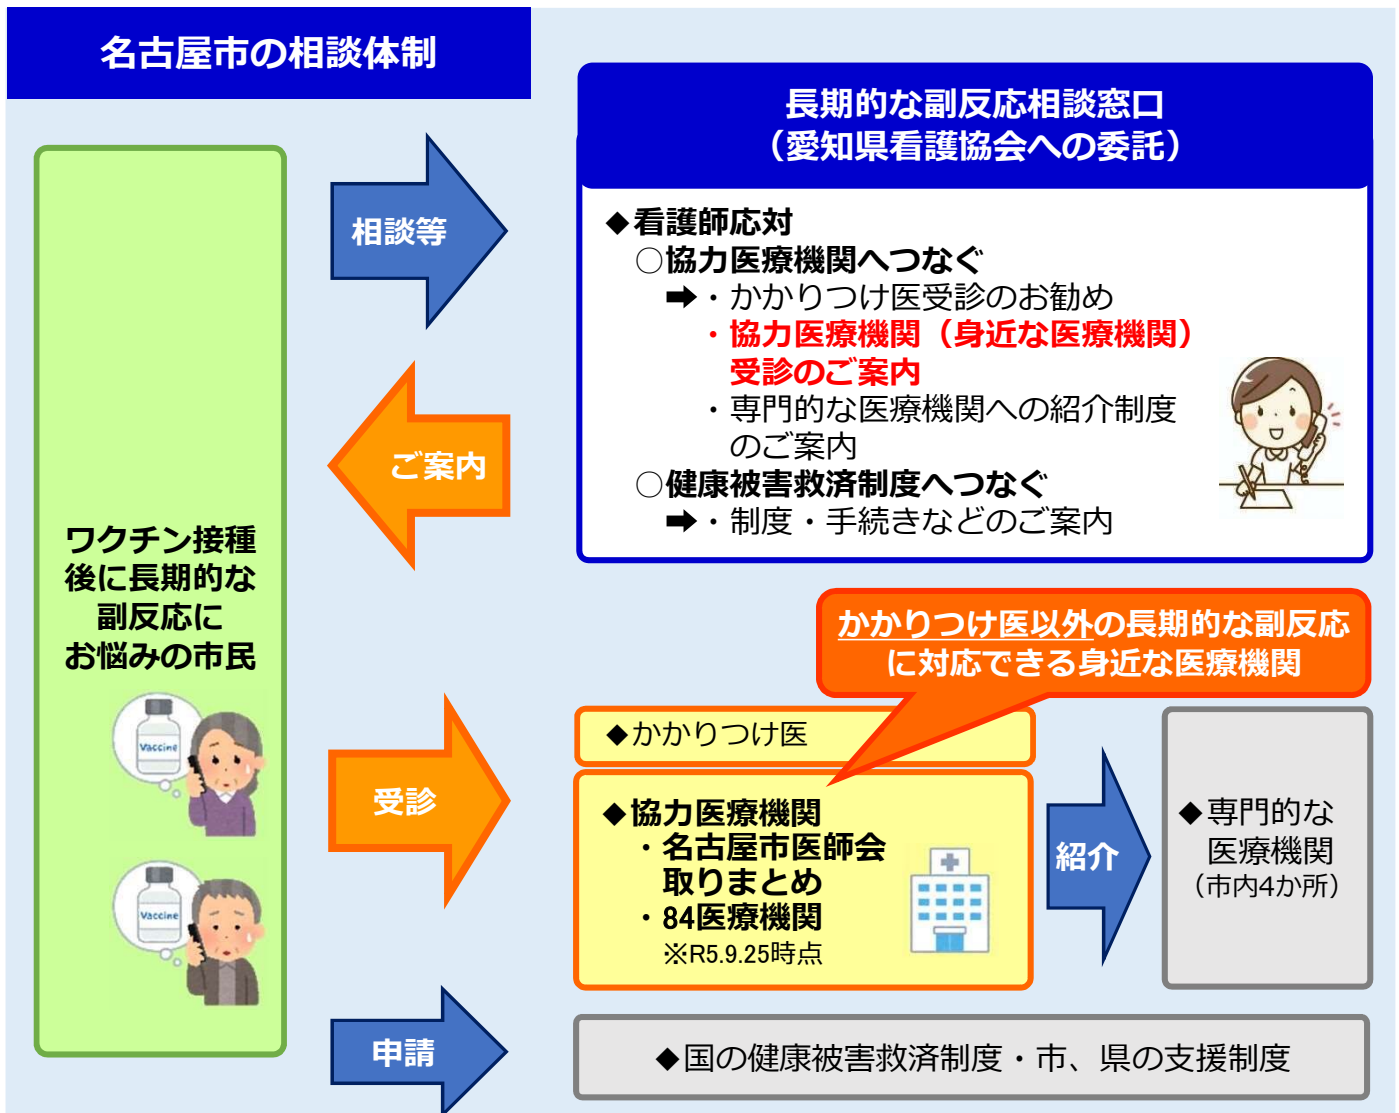 名古屋市の相談体制
長期的な副反応相談窓口
（愛知県看護協会への委託）
相談等
◆看護師応対
○協力医療機関へつなぐ
➡・かかりつけ医受診のお勧め
・協力医療機関（身近な医療機関）
受診のご案内
・専門的な医療機関への紹介制度
のご案内
○健康被害救済制度へつなぐ
➡・制度・手続きなどのご案内
ご案内
ワクチン接種
後に長期的な
副反応に
お悩みの市民
Vaccine
Vaccine
かかりつけ医以外の長期的な副反応
に対応できる身近な医療機関
受診
◆かかりつけ医
◆協力医療機関
・名古屋市医師会
取りまとめ
・84医療機関
※R5.9.25時点
紹介
◆専門的な
医療機関
（市内4か所）
申請
◆国の健康被害救済制度・市、県の支援制度